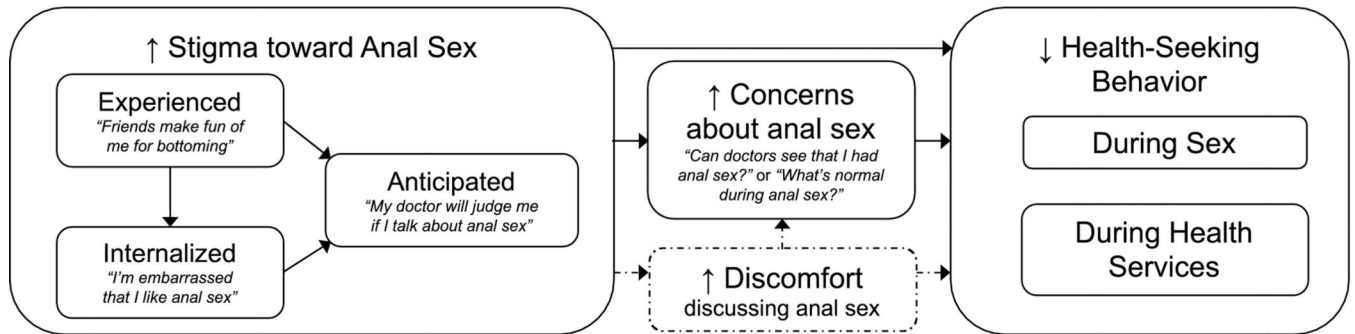 ↑ Stigma toward Anal Sex
Experienced
“Friends make fun of
me for bottoming”
Internalized
“I’m embarrassed
that I like anal sex”
Anticipated
“My doctor will judge me
if I talk about anal sex”
↑ Concerns
about anal sex
“Can doctors see that I had
anal sex?” or “What’s normal
during anal sex?”
↑ Discomfort
discussing anal sex
↓ Health-Seeking
Behavior
During Sex
During Health
Services